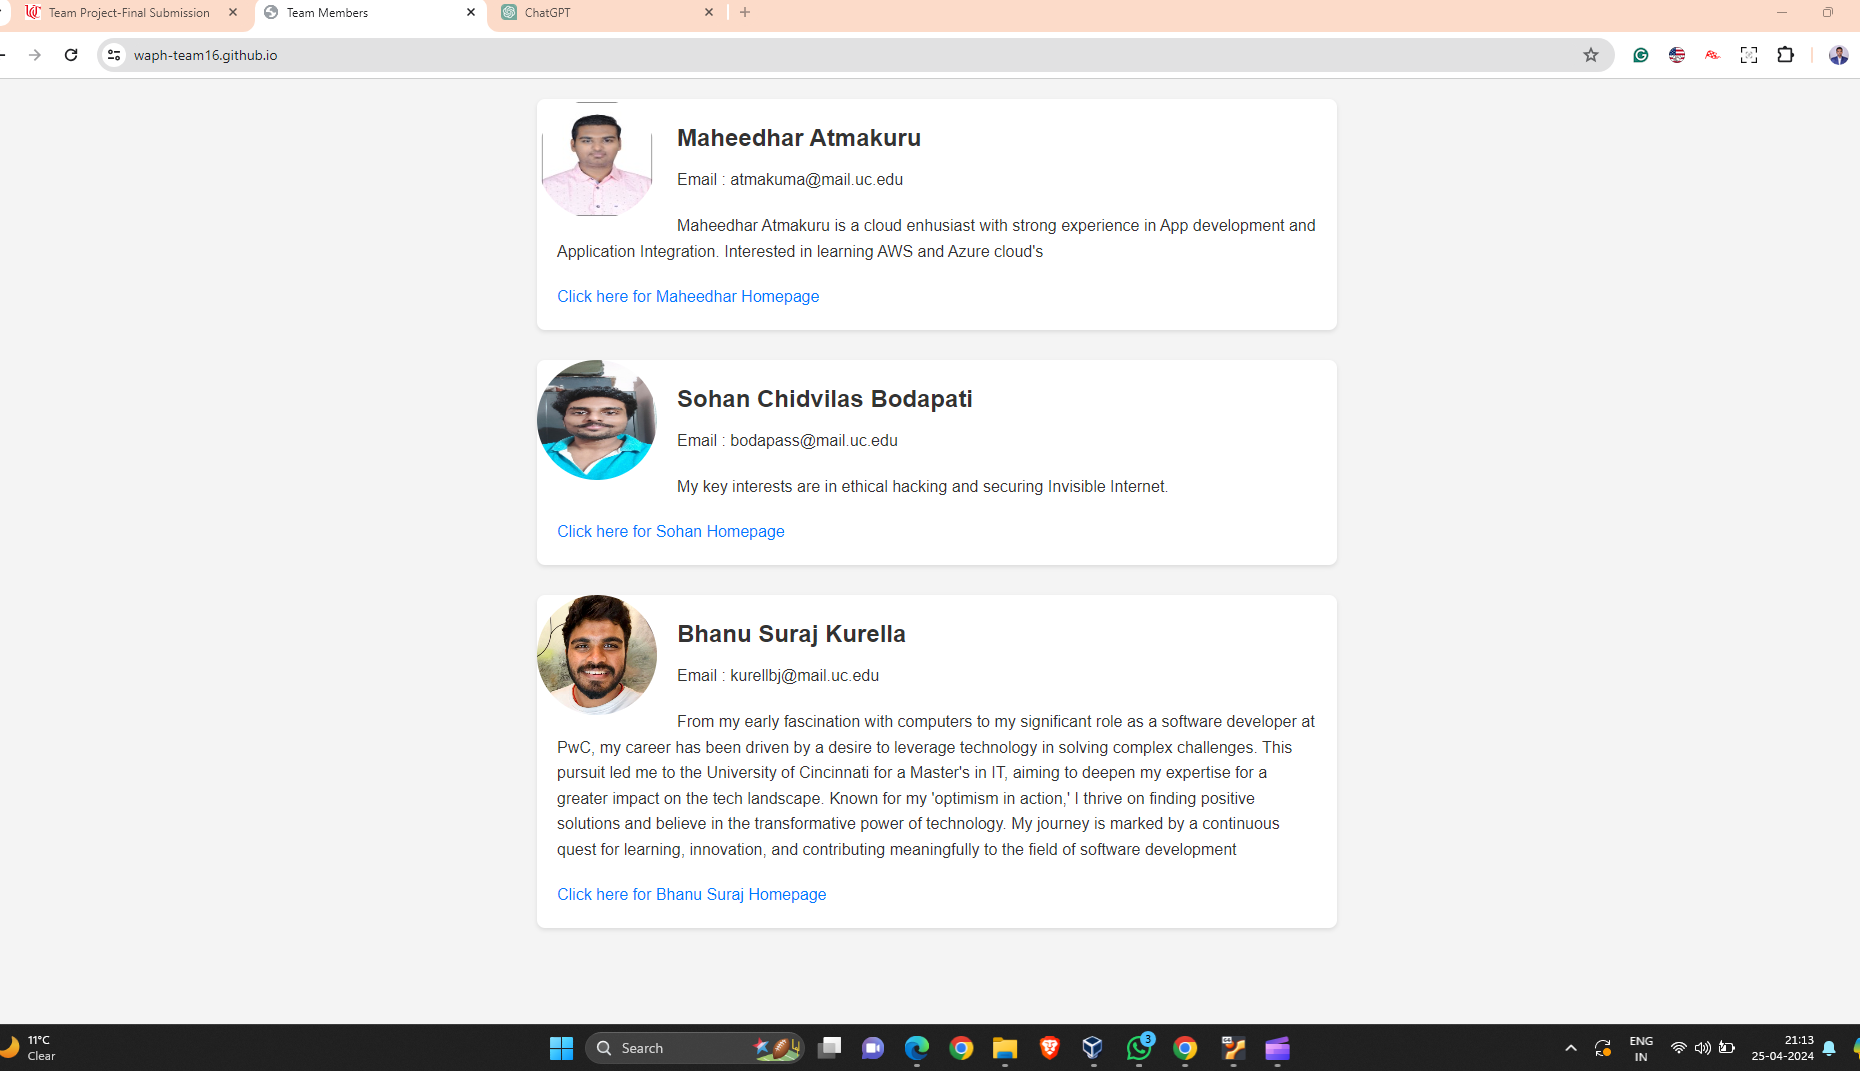 Team Project-Final Submission
Team Members
ChatGPT
waph-team16.github.io
Maheedhar Atmakuru
Email : atmakuma@mail.uc.edu
Maheedhar Atmakuru is a cloud enhusiast with strong experience in App development and
Application Integration. Interested in learning AWS and Azure cloud's
Click here for Maheedhar Homepage
Sohan Chidvilas Bodapati
Email : bodapass@mail.uc.edu
My key interests are in ethical hacking and securing Invisible Internet.
Click here for Sohan Homepage
Bhanu Suraj Kurella
Email : kurellbj@mail.uc.edu
From my early fascination with computers to my significant role as a software developer at
PwC, my career has been driven by a desire to leverage technology in solving complex challenges. This
pursuit led me to the University of Cincinnati for a Master's in IT, aiming to deepen my expertise for a
greater impact on the tech landscape. Known for my 'optimism in action,' I thrive on finding positive
solutions and believe in the transformative power of technology. My journey is marked by a continuous
quest for learning, innovation, and contributing meaningfully to the field of software development
Click here for Bhanu Suraj Homepage
11°C
Clear
Search
3
ENG
IN
21:13
25-04-2024